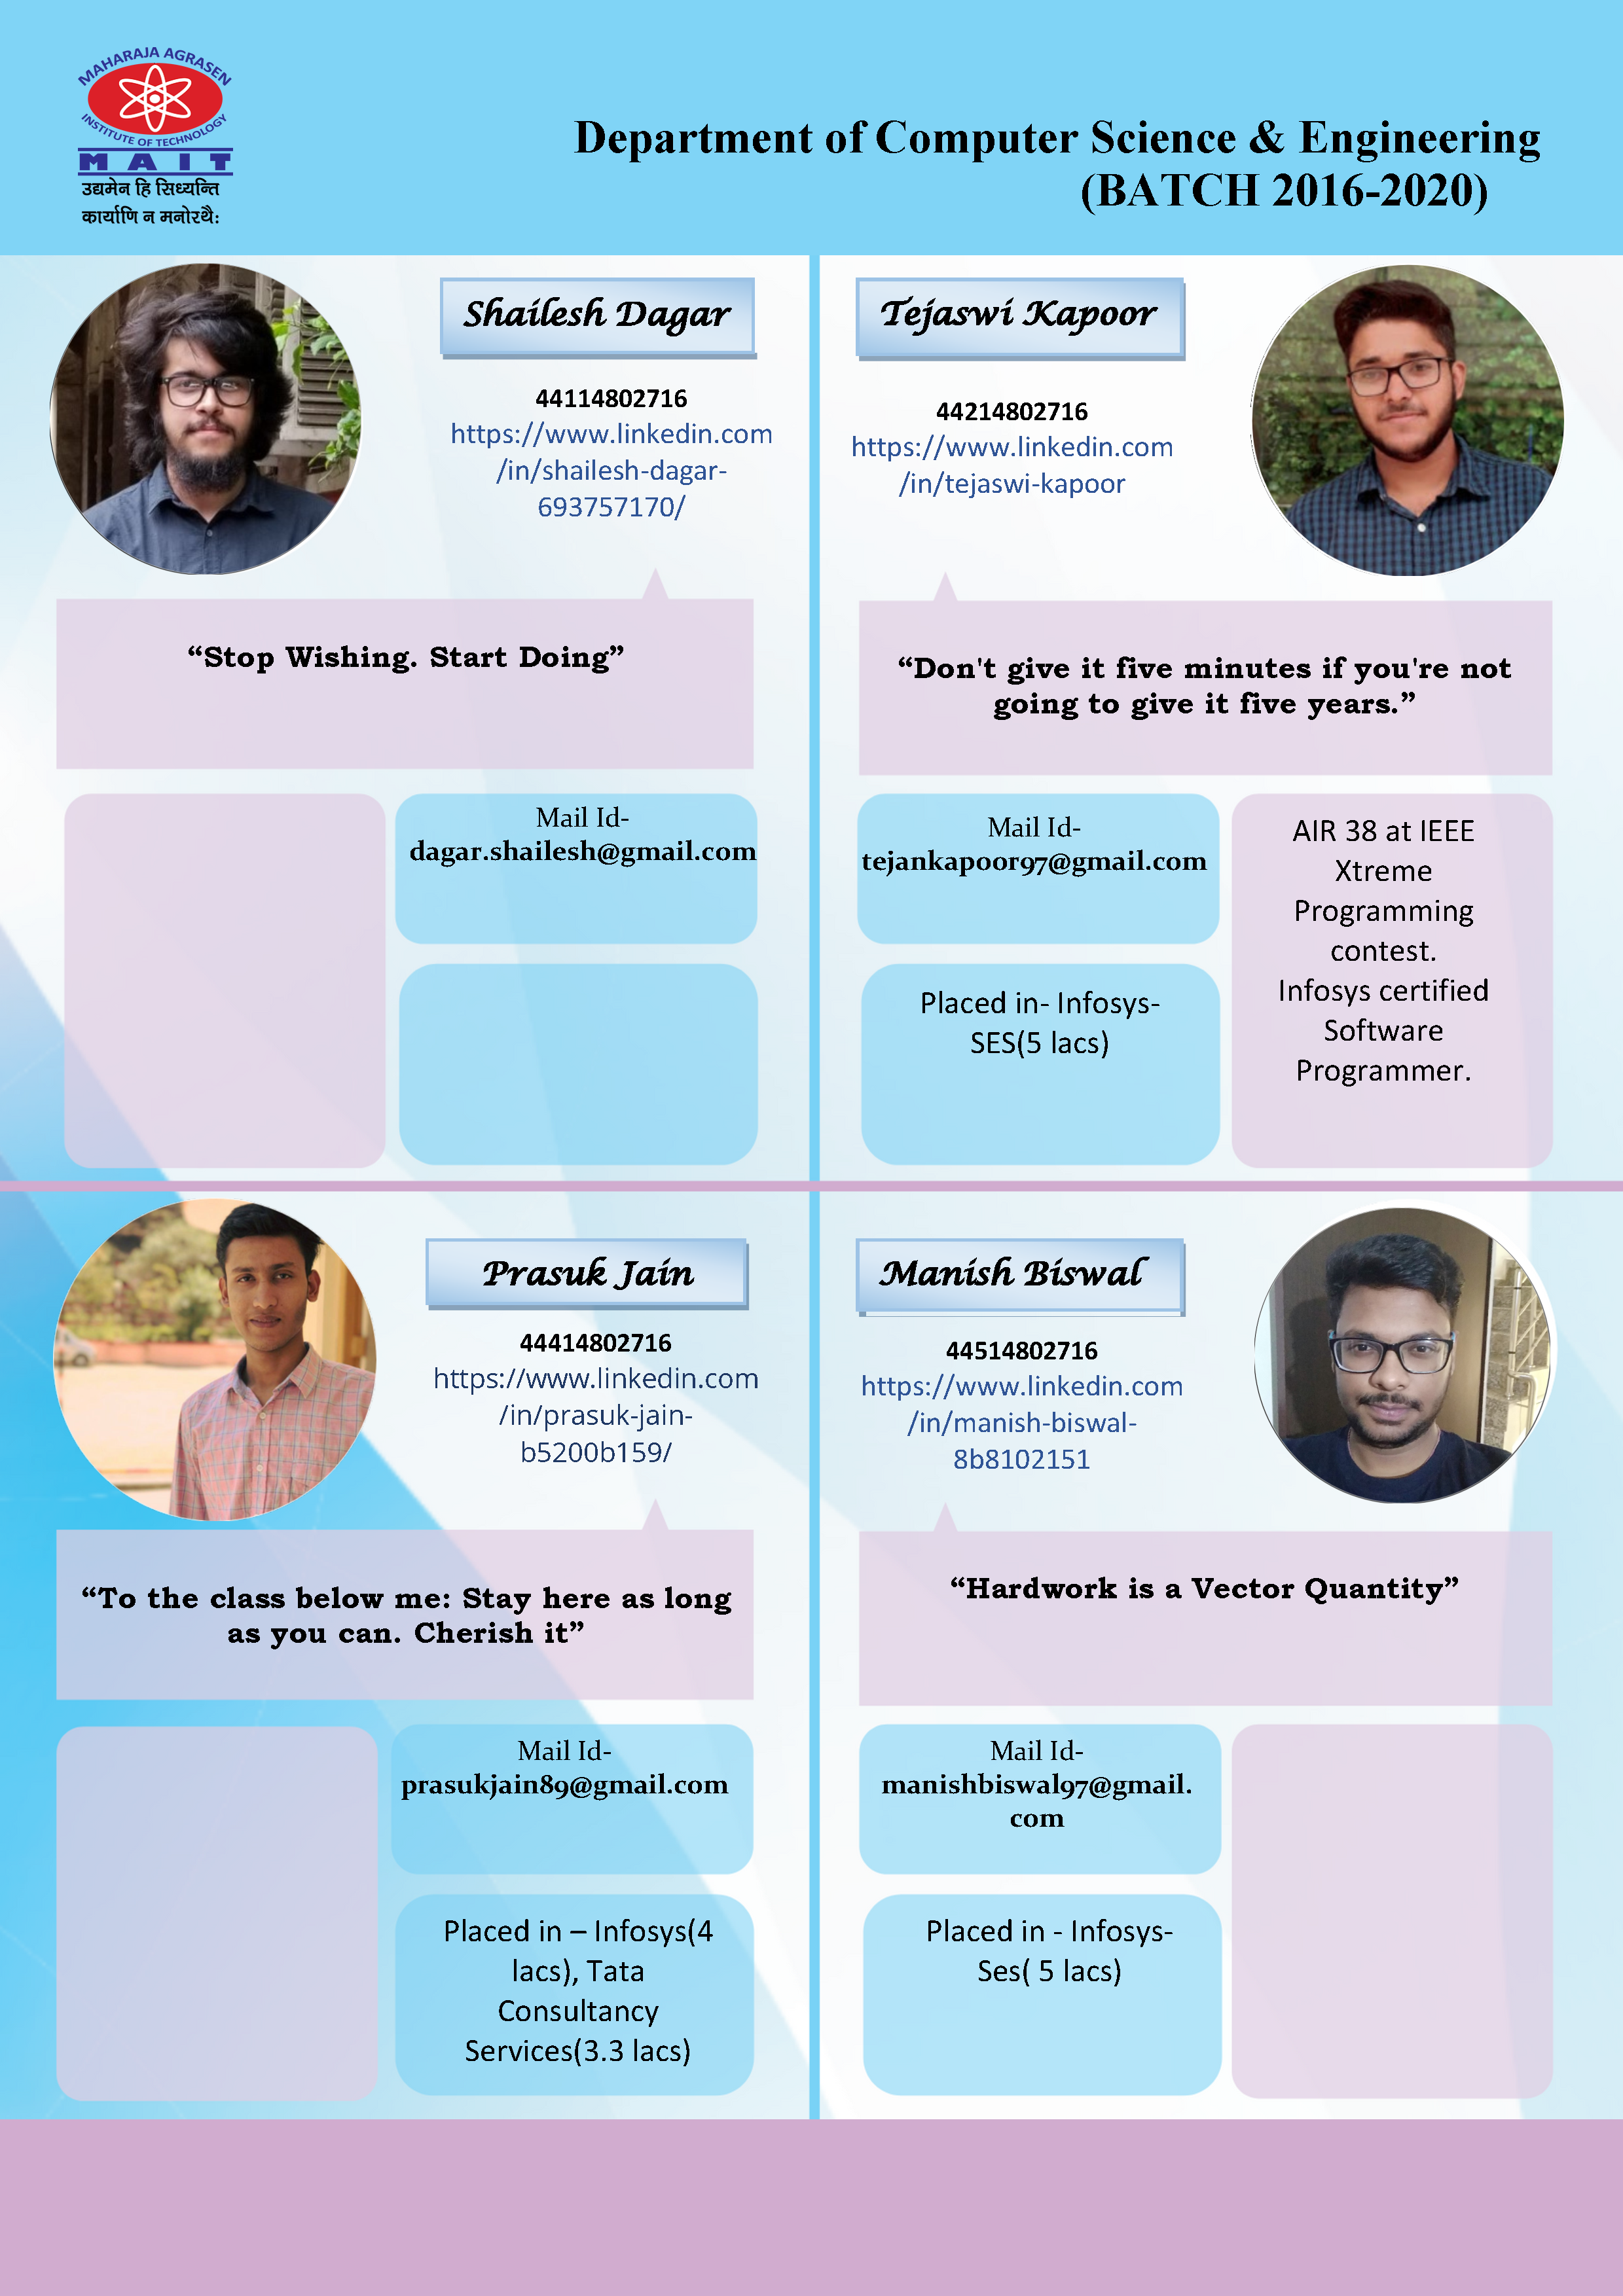 MAHARAJA AGRASEN
INSTITUTE OF TECHNOLOGY
MAIT
उद्यमेन हि सिध्यन्ति
कार्याणि न मनोरथैः
Department of Computer Science & Engineering
(BATCH 2016-2020)
Shailesh Dagar
44114802716
https://www.linkedin.com
/in/shailesh-dagar-
693757170/
“Stop Wishing. Start Doing”
Mail Id-
dagar.shailesh@gmail.com
Tejaswi Kapoor
44214802716
https://www.linkedin.com
/in/tejaswi-kapoor
“Don't give it five minutes if you're not
going to give it five years.”
Mail Id-
tejankapoor97@gmail.com
Placed in- Infosys-
SES(5 lacs)
AIR 38 at IEEE
Xtreme
Programming
contest.
Infosys certified
Software
Programmer.
Prasuk Jain
44414802716
https://www.linkedin.com
/in/prasuk-jain-
b5200b159/
“To the class below me: Stay here as long
as you can. Cherish it”
Mail Id-
prasukjain89@gmail.com
Placed in – Infosys(4
lacs), Tata
Consultancy
Services(3.3 lacs)
Manish Biswal
44514802716
https://www.linkedin.com
/in/manish-biswal-
8b8102151
“Hardwork is a Vector Quantity”
Mail Id-
manishbiswal97@gmail.
com
Placed in - Infosys-
Ses( 5 lacs)